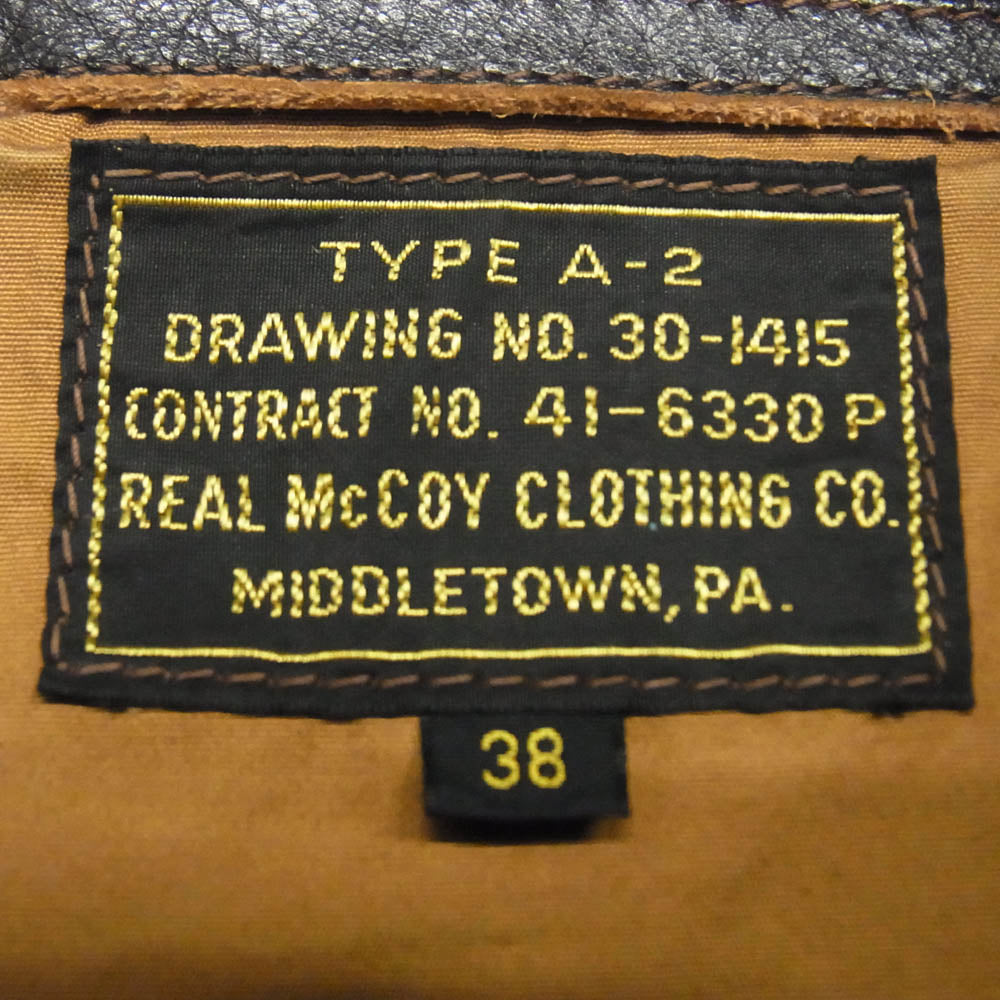 TYPE A-2
DRAWING NO. 30-1415
CONTRACT NO. 41-6330 P
REAL McCOY CLOTHING CO.
MIDDLETOWN, PA.
38